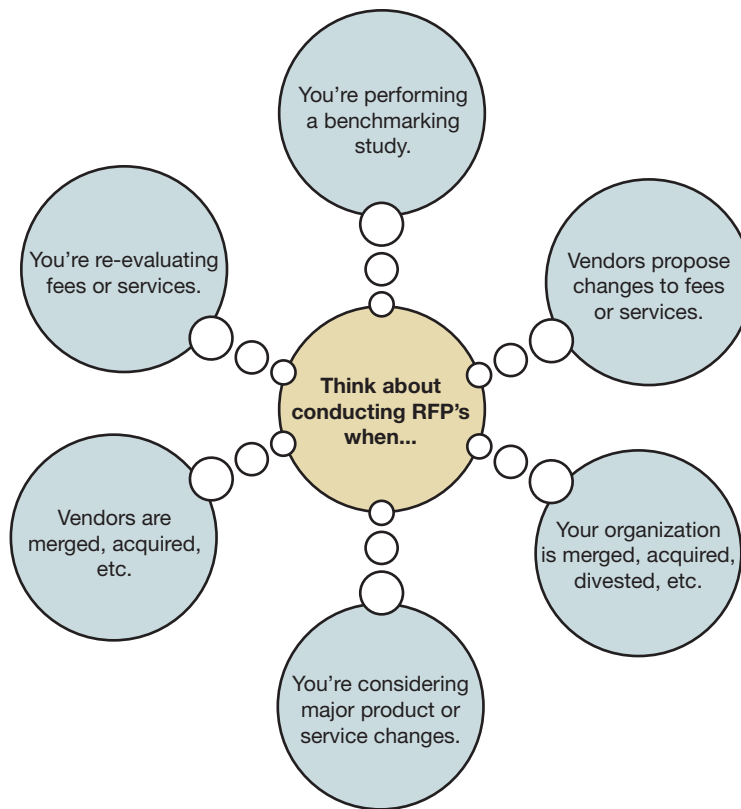 You’re performing
a benchmarking
study.
You’re re-evaluating
fees or services.
Vendors propose
changes to fees
or services.
Think about
conducting RFP’s
when...
Vendors are
merged, acquired,
etc.
Your organization
is merged, acquired,
divested, etc.
You’re considering
major product or
service changes.